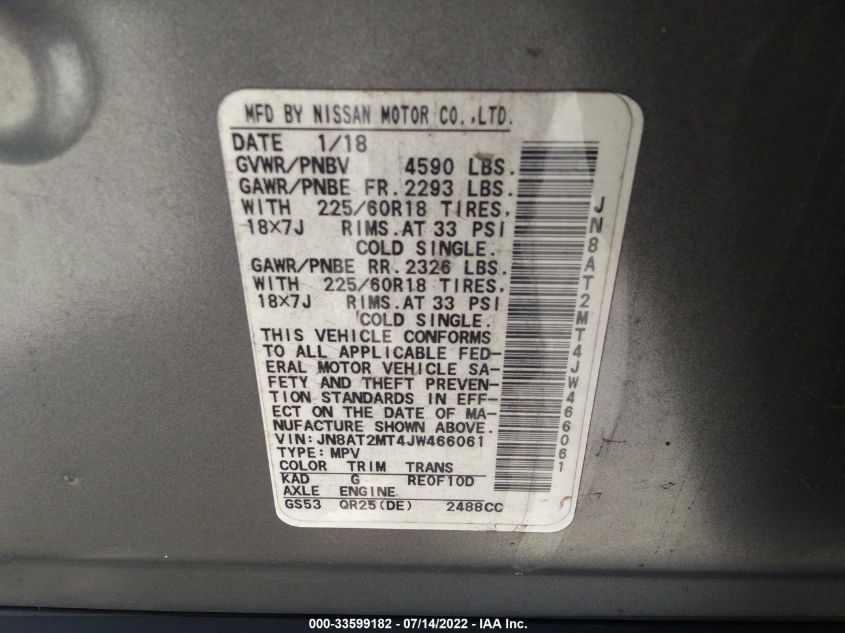 MFD BY NISSAN MOTOR CO.,LTD.
DATE 1/18
GVWR/PNBV 4590 LBS.
GAWR/PNBE FR. 2293 LBS.
WITH 225/60R18 TIRES,
18×7J RIMS.AT 33 PSI
COLD SINGLE.
GAWR/PNBE RR. 2326 LBS.
WITH 225/60R18 TIRES,
18×7J RIMS.AT 33 PSI
COLD SINGLE.
THIS VEHICLE CONFORMS
TO ALL APPLICABLE FED-
ERAL MOTOR VEHICLE SA-
FETY AND THEFT PREVEN-
TION STANDARDS IN EFF-
ECT ON THE DATE OF MA-
NUFACTURE SHOWN ABOVE.
VIN:JN8AT2MT4JW466061
TYPE:MPV
COLOR TRIM TRANS
KAD G RE0F10D
AXLE ENGINE
GS53 QR25(DE) 2488CC
JN8AT2MT4JW466061
000-33599182 - 07/14/2022 - IAA Inc.